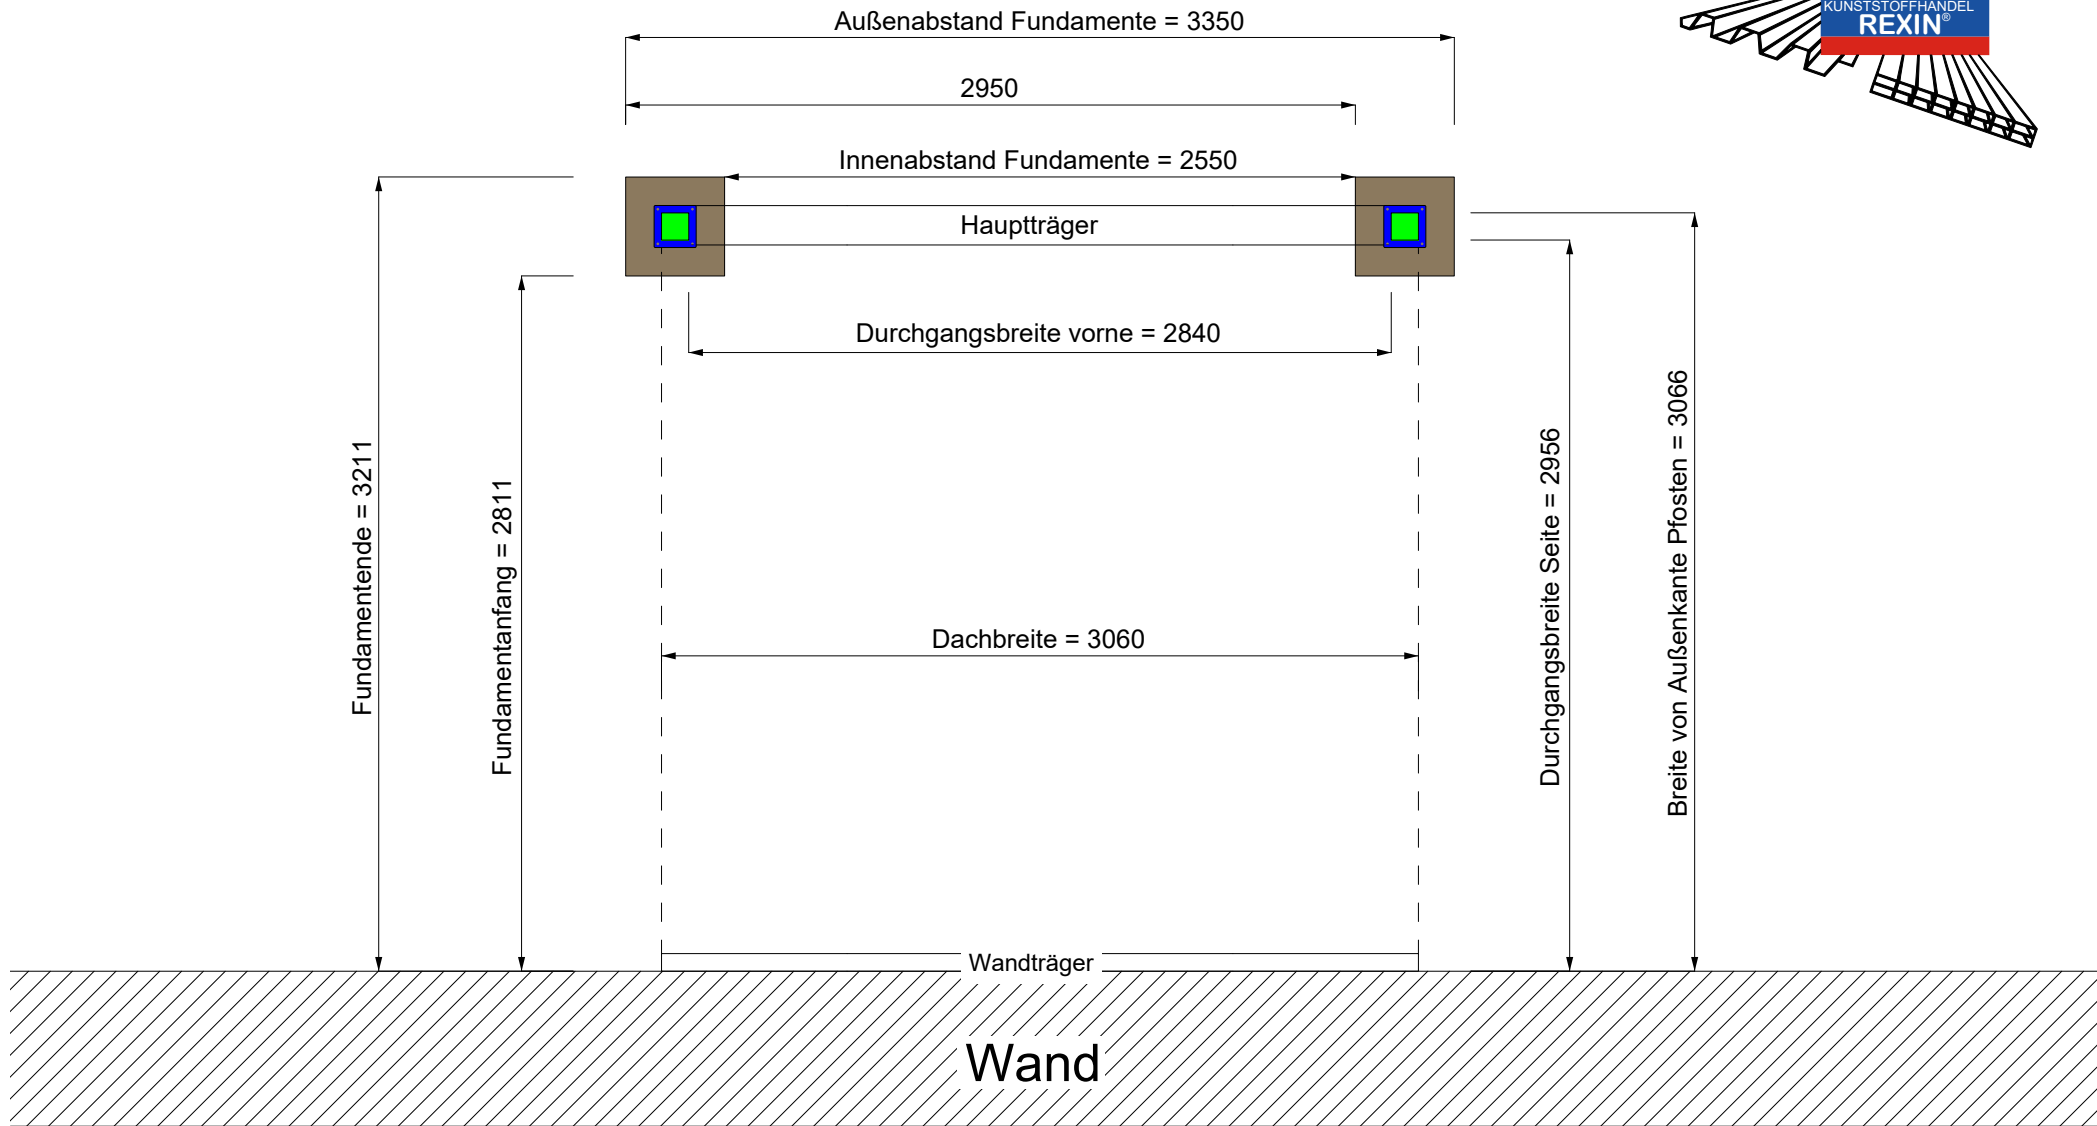 KUNSTSTOFFHANDEL
REXIN®
Außenabstand Fundamente = 3350
2950
Innenabstand Fundamente = 2550
Hauptträger
Durchgangsbreite vorne = 2840
Fundamentende = 3211
Fundamentanfang = 2811
Durchgangsbreite Seite = 2956
Breite von Außenkante Pfosten = 3066
Dachbreite = 3060
Wandträger
Wand